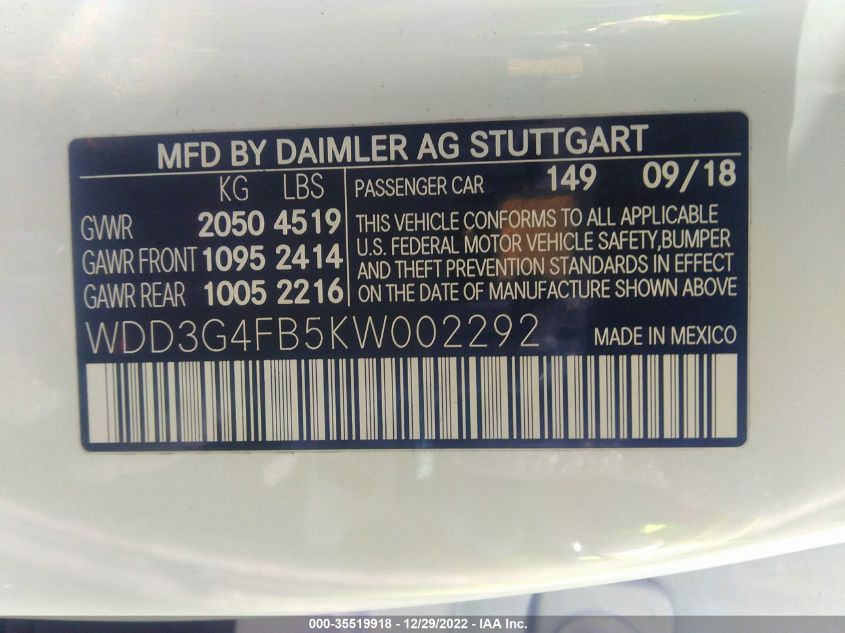 MFD BY DAIMLER AG STUTTGART
KG LBS
GVWR 2050 4519
GAWR FRONT 1095 2414
GAWR REAR 1005 2216
PASSENGER CAR 149 09/18
THIS VEHICLE CONFORMS TO ALL APPLICABLE
U.S. FEDERAL MOTOR VEHICLE SAFETY,BUMPER
AND THEFT PREVENTION STANDARDS IN EFFECT
ON THE DATE OF MANUFACTURE SHOWN ABOVE
WDD3G4FB5KW002292 MADE IN MEXICO
000-35519918 - 12/29/2022 - IAA Inc.